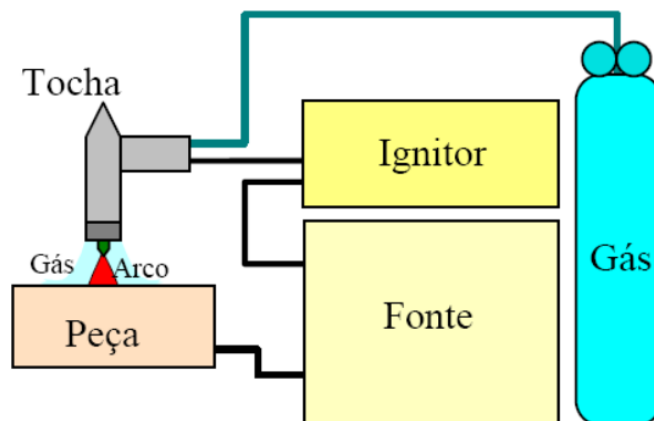 Tocha
Ignitor
Gás
Arco
Gás
Peça
Fonte